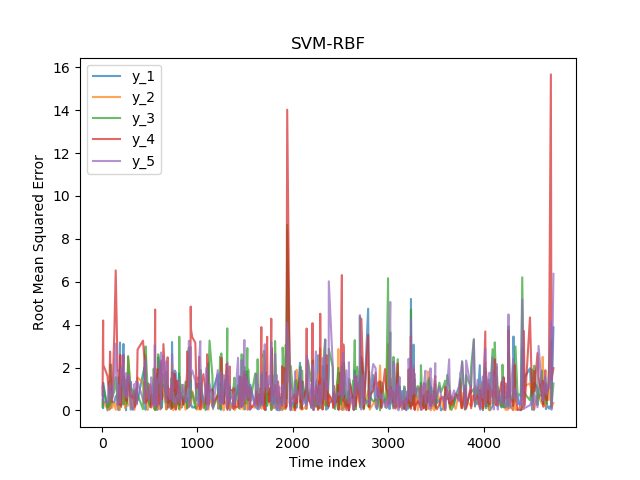 SVM-RBF
Root Mean Squared Error
16
14
12
10
8
6
4
2
0
y_1
y_2
y_3
y_4
y_5
0 1000 2000 3000 4000
Time index